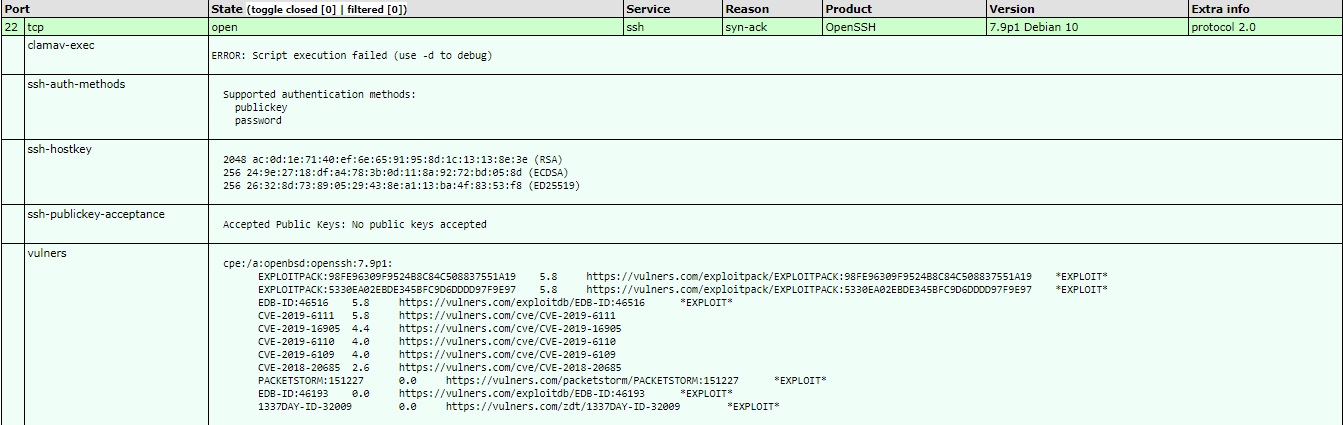 Port State (toggle closed [0] | filtered [0]) Service Reason Product Version Extra info
22 tcp open ssh syn-ack OpenSSH 7.9p1 Debian 10 protocol 2.0
clamav-exec
ERROR: Script execution failed (use -d to debug)
ssh-auth-methods
Supported authentication methods:
publickey
password
ssh-hostkey
2048 ac:0d:1e:71:40:ef:6e:65:91:95:8d:1c:13:13:8e:3e (RSA)
256 24:9e:27:18:df:a4:78:3b:0d:11:8a:92:72:bd:05:8d (ECDSA)
256 26:32:8d:73:89:05:29:43:8e:a1:13:ba:4f:83:53:f8 (ED25519)
ssh-publickey-acceptance
Accepted Public Keys: No public keys accepted
vulners
cpe:/a:openbsd:openssh:7.9p1:
EXPLOITPACK:98FE96309F9524B8C84C508837551A19 5.8 https://vulners.com/exploitpack/EXPLOITPACK:98FE96309F9524B8C84C508837551A19 *EXPLOIT*
EXPLOITPACK:5330EA02EBDE345BFC9D6DDDD97F9E97 5.8 https://vulners.com/exploitpack/EXPLOITPACK:5330EA02EBDE345BFC9D6DDDD97F9E97 *EXPLOIT*
EDB-ID:46516 5.8 https://vulners.com/exploitdb/EDB-ID:46516 *EXPLOIT*
CVE-2019-6111 5.8 https://vulners.com/cve/CVE-2019-6111
CVE-2019-16905 4.4 https://vulners.com/cve/CVE-2019-16905
CVE-2019-6110 4.0 https://vulners.com/cve/CVE-2019-6110
CVE-2019-6109 4.0 https://vulners.com/cve/CVE-2019-6109
CVE-2018-20685 2.6 https://vulners.com/cve/CVE-2018-20685
PACKETSTORM:151227 0.0 https://vulners.com/packetstorm/PACKETSTORM:151227 *EXPLOIT*
EDB-ID:46193 0.0 https://vulners.com/exploitdb/EDB-ID:46193 *EXPLOIT*
1337DAY-ID-32009 0.0 https://vulners.com/zdt/1337DAY-ID-32009 *EXPLOIT*